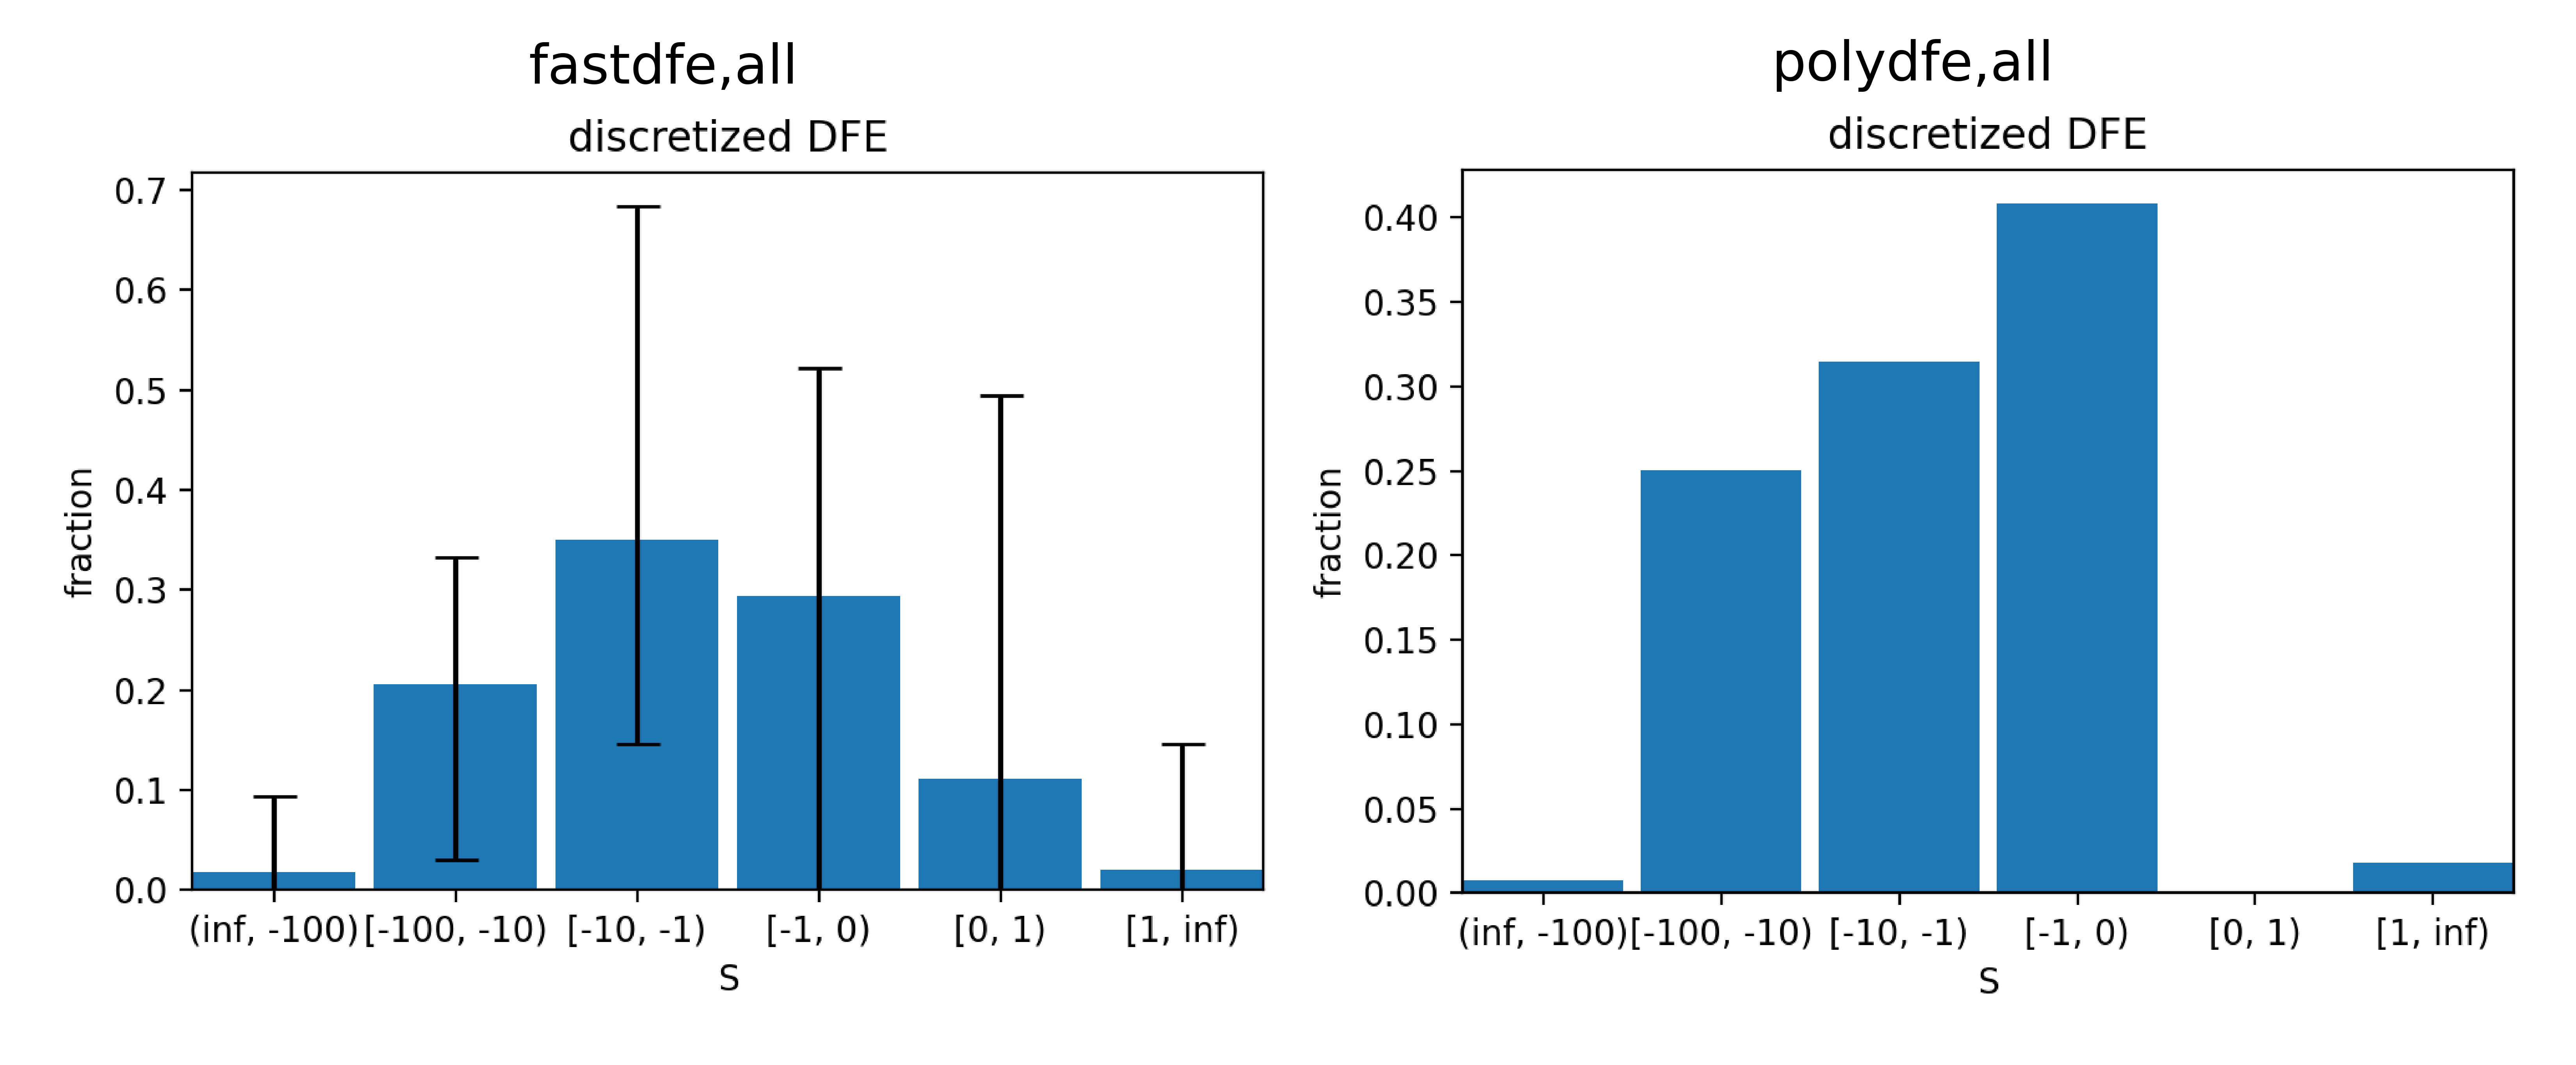 fastdfe,all
discretized DFE
0.7
0.6
0.5
0.4
0.3
0.2
0.1
0.0
fraction
(inf, -100) [-100, -10) [-10, -1) [-1, 0) [0, 1) [1, inf)
S
polydfe,all
discretized DFE
0.40
0.35
0.30
0.25
0.20
0.15
0.10
0.05
0.00
fraction
(inf, -100) [-100, -10) [-10, -1) [-1, 0) [0, 1) [1, inf)
S